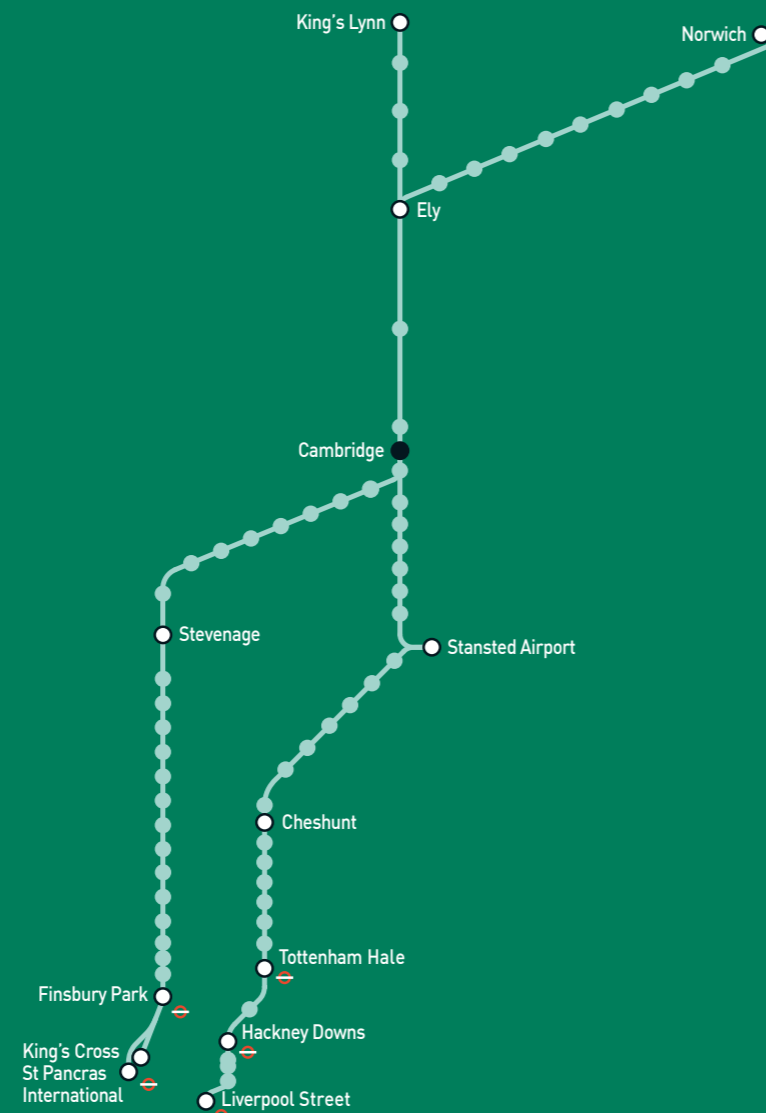 King's Lynn
Norwich
Ely
Cambridge
Stevenage
Stansted Airport
Cheshunt
Tottenham Hale
Finsbury Park
Hackney Downs
King's Cross
St Pancras
International
Liverpool Street